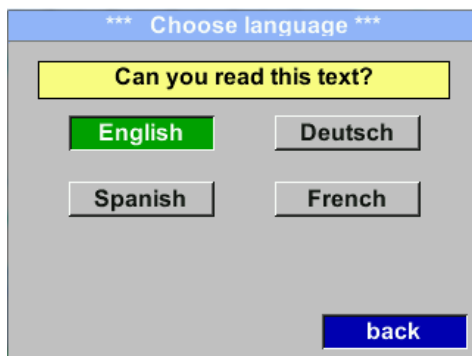 *** Choose language ***
Can you read this text?
English Deutsch
Spanish French
back